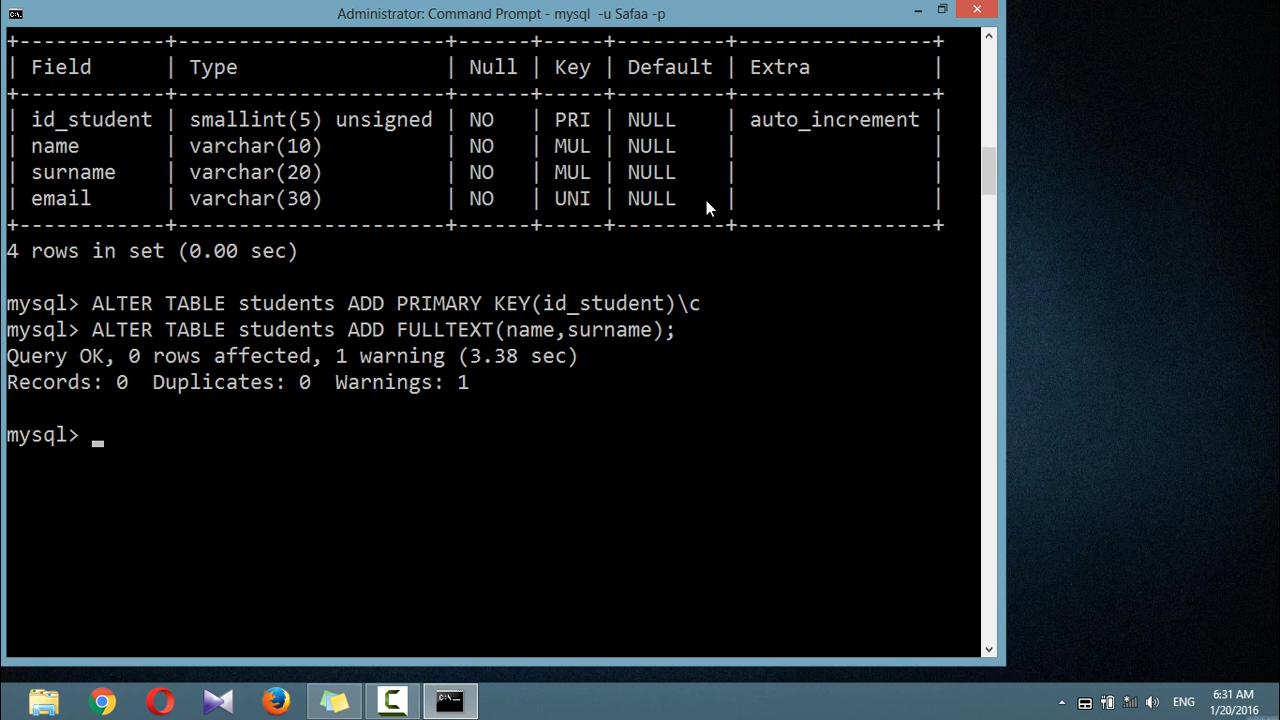 Administrator: Command Prompt - mysql  -u Safaa -p
+------------+----------------------+------+-----+---------+----------------+
| Field      | Type                 | Null | Key | Default | Extra          |
+------------+----------------------+------+-----+---------+----------------+
| id_student | smallint(5) unsigned | NO   | PRI | NULL    | auto_increment |
| name       | varchar(10)          | NO   | MUL | NULL    |                |
| surname    | varchar(20)          | NO   | MUL | NULL    |                |
| email      | varchar(30)          | NO   | UNI | NULL    |                |
+------------+----------------------+------+-----+---------+----------------+
4 rows in set (0.00 sec)
mysql> ALTER TABLE students ADD PRIMARY KEY(id_student)\c
mysql> ALTER TABLE students ADD FULLTEXT(name,surname);
Query OK, 0 rows affected, 1 warning (3.38 sec)
Records: 0  Duplicates: 0  Warnings: 1
mysql> _
ENG
6:31 AM
1/20/2016